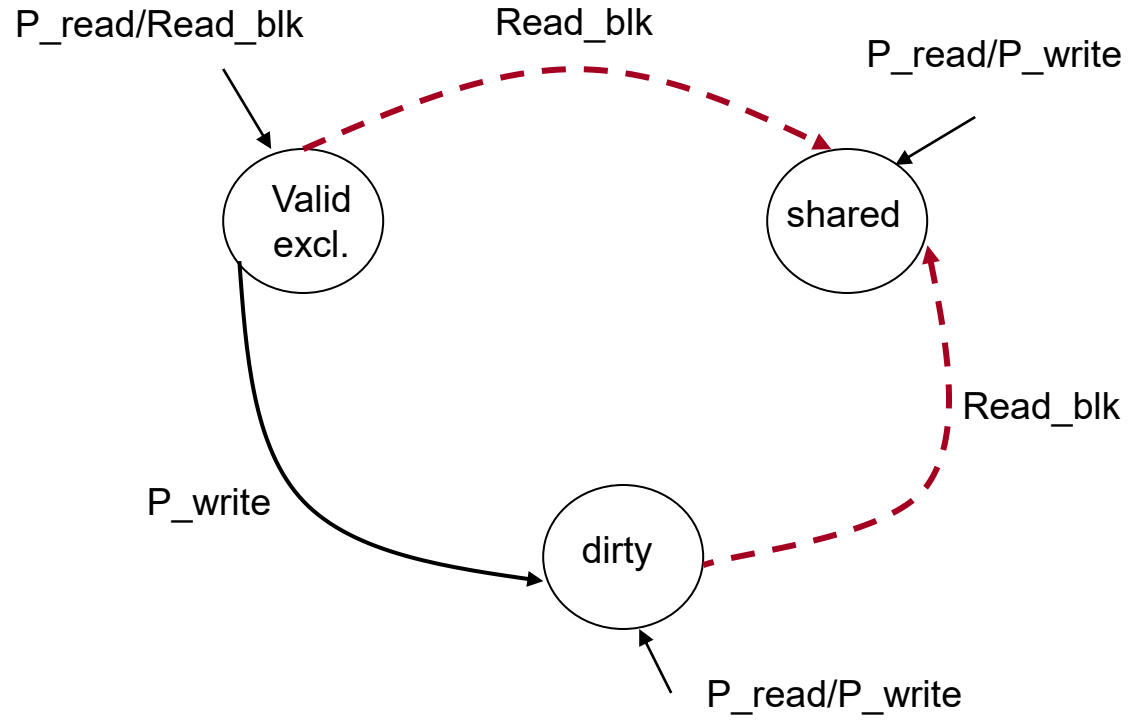 P_read/Read_blk
Read_blk
P_read/P_write
Valid
excl.
shared
Read_blk
P_write
dirty
P_read/P_write